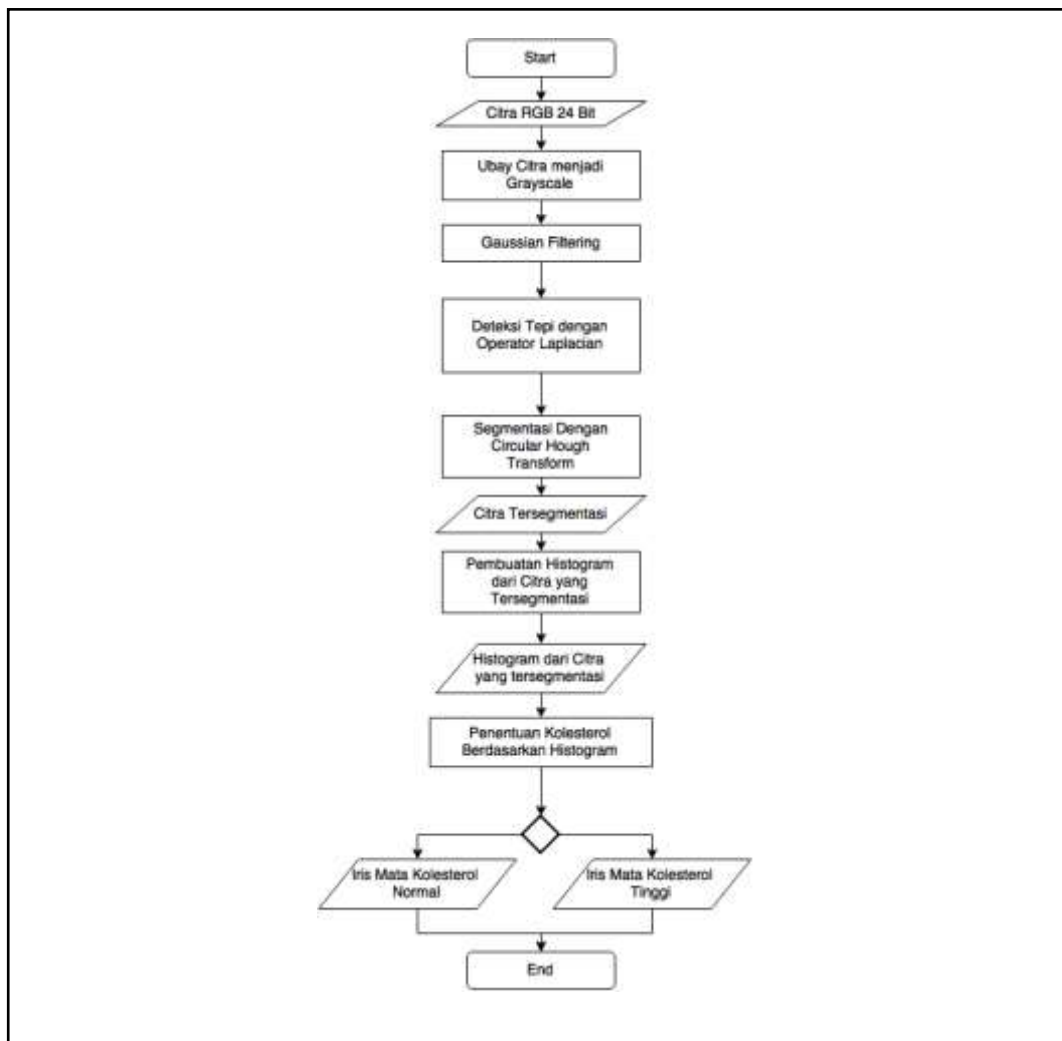 Start
Citra RGB 24 Bit
Ubay Citra menjadi
Grayscale
Gaussian Filtering
Deteksi Tepi dengan
Operator Laplacian
Segmentasi Dengan
Circular Hough
Transform
Citra Tersegmentasi
Pembuatan Histogram
dari Citra yang
Tersegmentasi
Histogram dari Citra
yang tersegmentasi
Penentuan Kolesterol
Berdasarkan Histogram
Iris Mata Kolesterol
Normal
Iris Mata Kolesterol
Tinggi
End